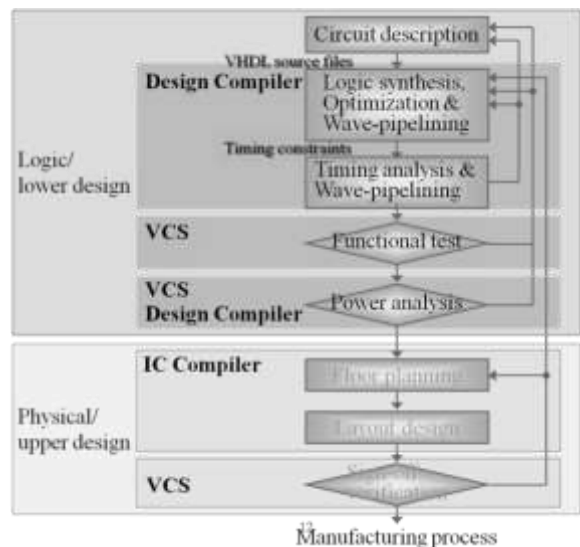 Circuit description
VHDL source files
Design Compiler
Logic synthesis,
Optimization &
Wave-pipelining
Timing constraints
Timing analysis &
Wave-pipelining
Logic/
lower design
VCS
Functional test
VCS
Design Compiler
Power analysis
IC Compiler
Floor planning
Layout design
Physical/
upper design
VCS
Manufacturing process